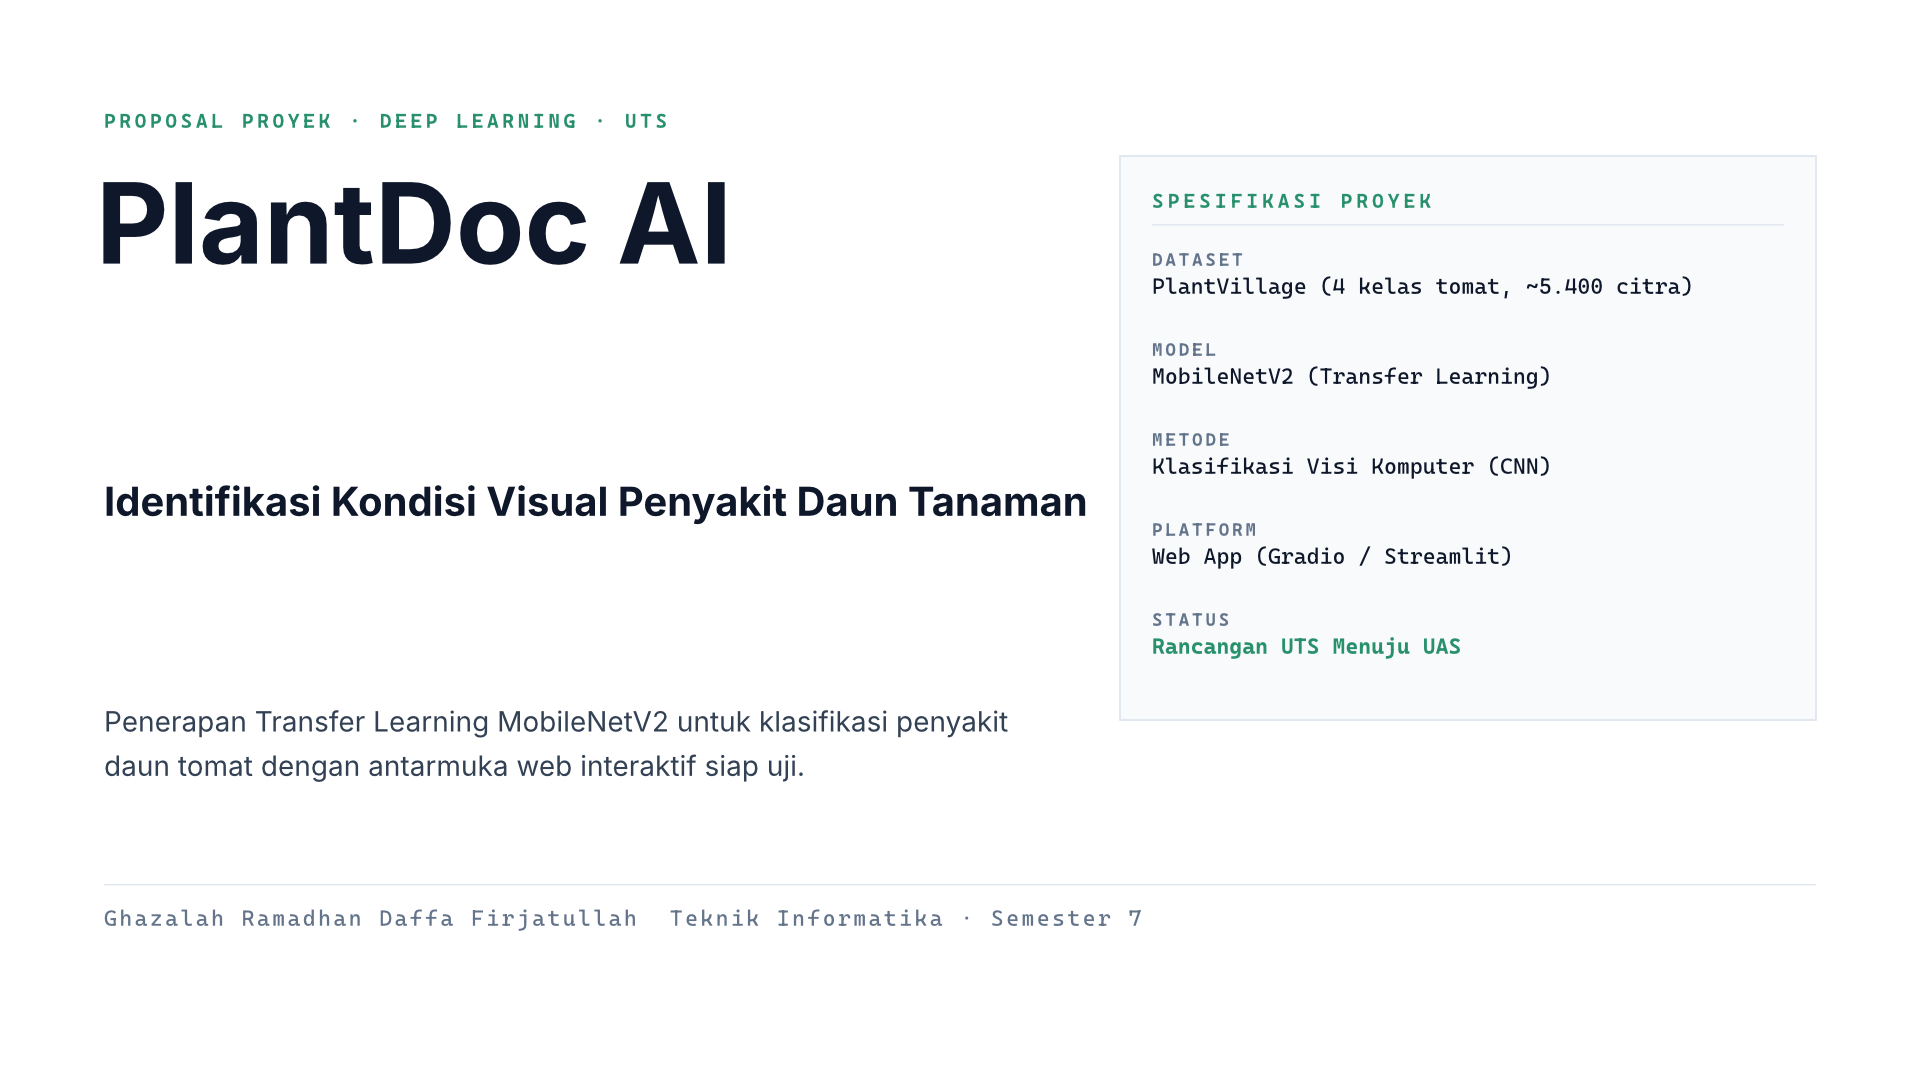 PROPOSAL PROYEK · DEEP LEARNING · UTS
PlantDoc AI
Identifikasi Kondisi Visual Penyakit Daun Tanaman
Penerapan Transfer Learning MobileNetV2 untuk klasifikasi penyakit
daun tomat dengan antarmuka web interaktif siap uji.
SPESIFIKASI PROYEK
DATASET
PlantVillage (4 kelas tomat, ~5.400 citra)
MODEL
MobileNetV2 (Transfer Learning)
METODE
Klasifikasi Visi Komputer (CNN)
PLATFORM
Web App (Gradio / Streamlit)
STATUS
Rancangan UTS Menuju UAS
Ghazalah Ramadhan Daffa Firjatullah Teknik Informatika · Semester 7